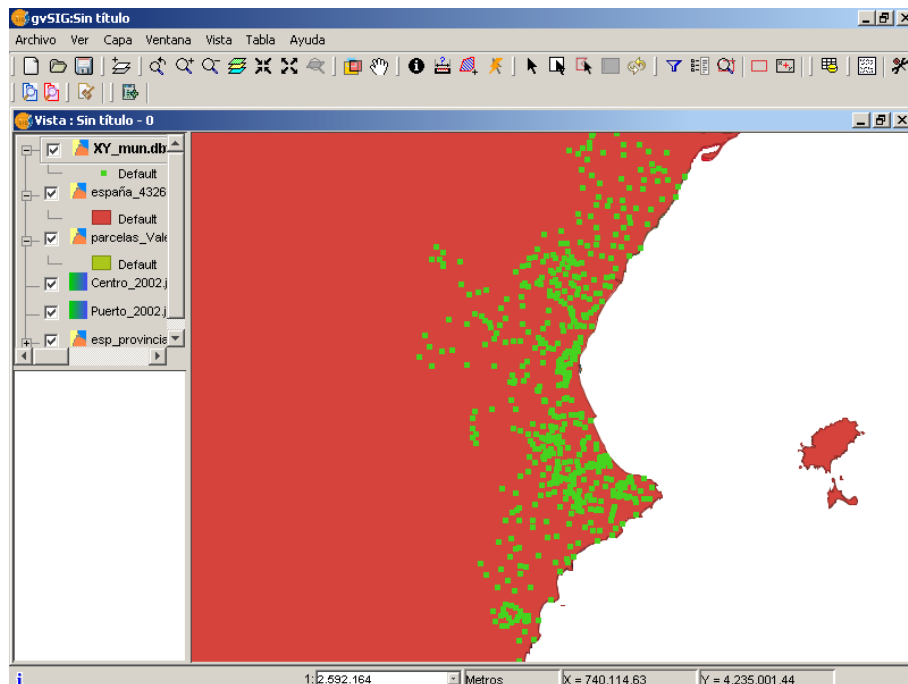 gvSIG:Sin título
Archivo Ver Capa Ventana Vista Tabla Ayuda
Vista : Sin título - 0
XY_mun.db
Default
españa_4326
Default
parcelas_Vale
Default
Centro_2002.j
Puerto_2002.j
esp_provincia
1: 2.592.164 Metros X = 740.114,63 Y = 4.235.001,44